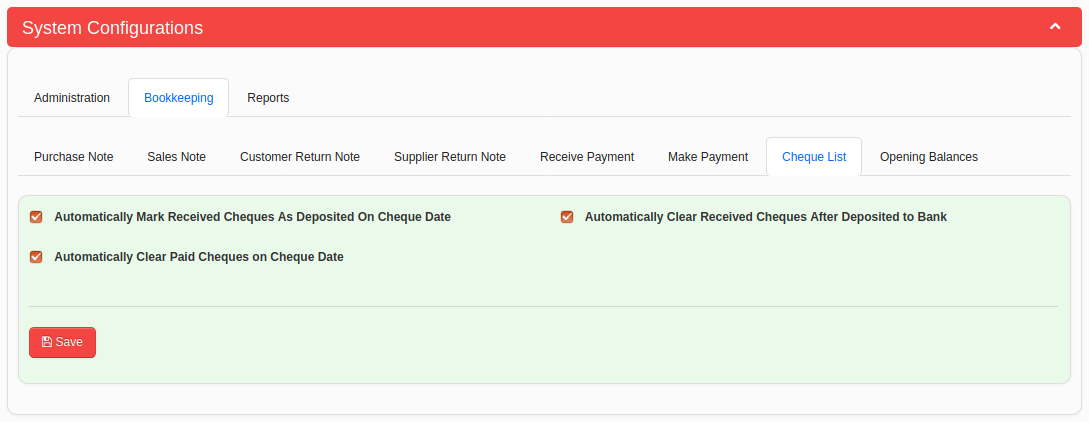 System Configurations
Administration Bookkeeping Reports
Purchase Note Sales Note Customer Return Note Supplier Return Note Receive Payment Make Payment Cheque List Opening Balances
Automatically Mark Received Cheques As Deposited On Cheque Date Automatically Clear Received Cheques After Deposited to Bank
Automatically Clear Paid Cheques on Cheque Date
Save